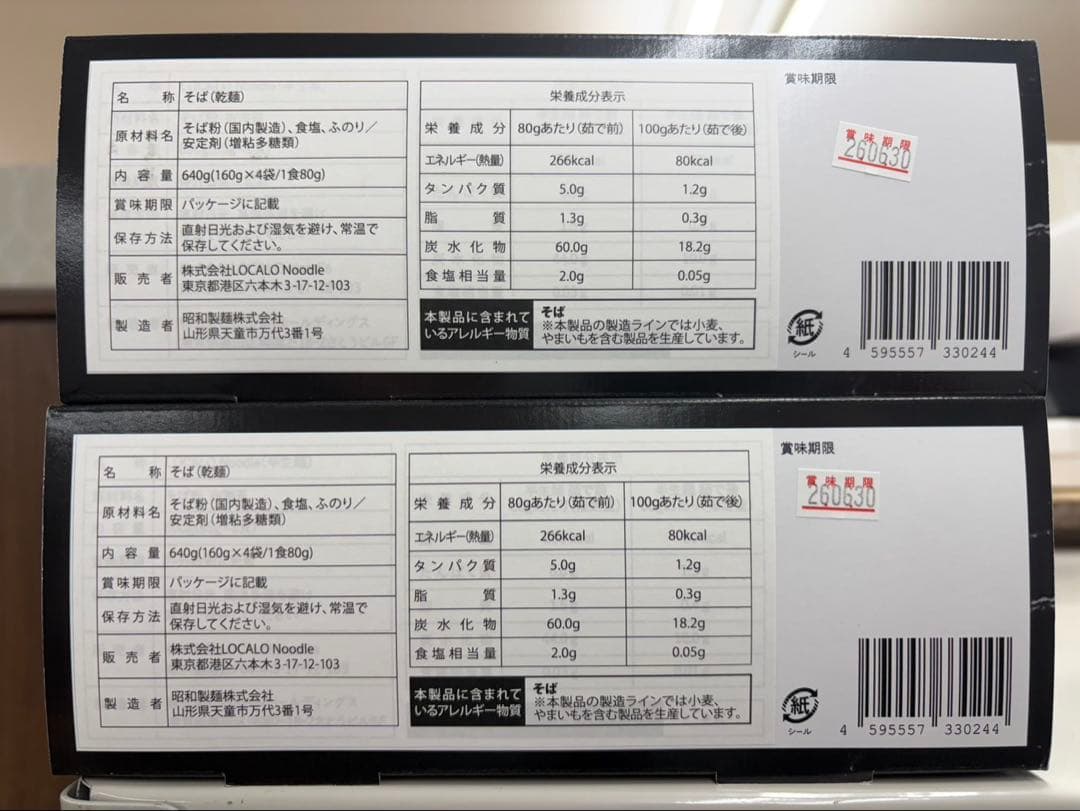 名 称 そば(乾麺)
原材料名 そば粉(国内製造)、食塩、ふのり/
安定剤(増粘多糖類)
内容量 640g(160g×4袋/1食80g)
賞味期限 パッケージに記載
保存方法 直射日光および湿気を避け、常温で
保存してください。
販売者 株式会社LOCALO Noodle
東京都港区六本木3-17-12-103
製造者 昭和製麺株式会社
山形県天童市万代3番1号
栄養成分表示
栄養成分 80gあたり(茹で前) 100gあたり(茹で後)
エネルギー(熱量) 266kcal 80kcal
タンパク質 5.0g 1.2g
脂質 1.3g 0.3g
炭水化物 60.0g 18.2g
食塩相当量 2.0g 0.05g
本製品に含まれて
いるアレルギー物質
そば
※本製品の製造ラインでは小麦、
やまいもを含む製品を生産しています。
賞味期限
賞味期限
260630
紙
シール
4 595557 330244
名 称 そば(乾麺)
原材料名 そば粉(国内製造)、食塩、ふのり/
安定剤(増粘多糖類)
内容量 640g(160g×4袋/1食80g)
賞味期限 パッケージに記載
保存方法 直射日光および湿気を避け、常温で
保存してください。
販売者 株式会社LOCALO Noodle
東京都港区六本木3-17-12-103
製造者 昭和製麺株式会社
山形県天童市万代3番1号
栄養成分表示
栄養成分 80gあたり(茹で前) 100gあたり(茹で後)
エネルギー(熱量) 266kcal 80kcal
タンパク質 5.0g 1.2g
脂質 1.3g 0.3g
炭水化物 60.0g 18.2g
食塩相当量 2.0g 0.05g
本製品に含まれて
いるアレルギー物質
そば
※本製品の製造ラインでは小麦、
やまいもを含む製品を生産しています。
賞味期限
賞味期限
260630
紙
シール
4 595557 330244